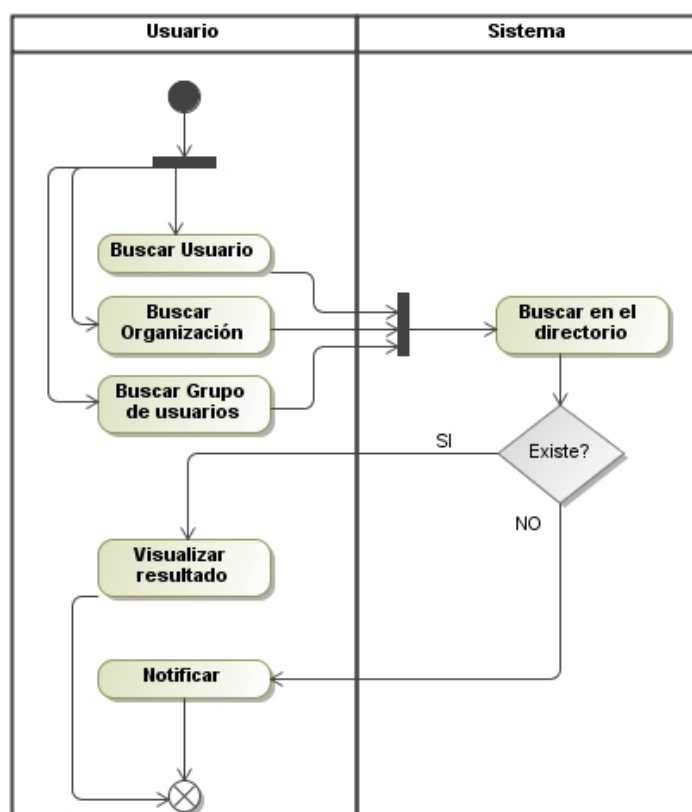 Usuario
Sistema
Buscar Usuario
Buscar
Organización
Buscar en el
directorio
Buscar Grupo
de usuarios
SI
Existe?
NO
Visualizar
resultado
Notificar